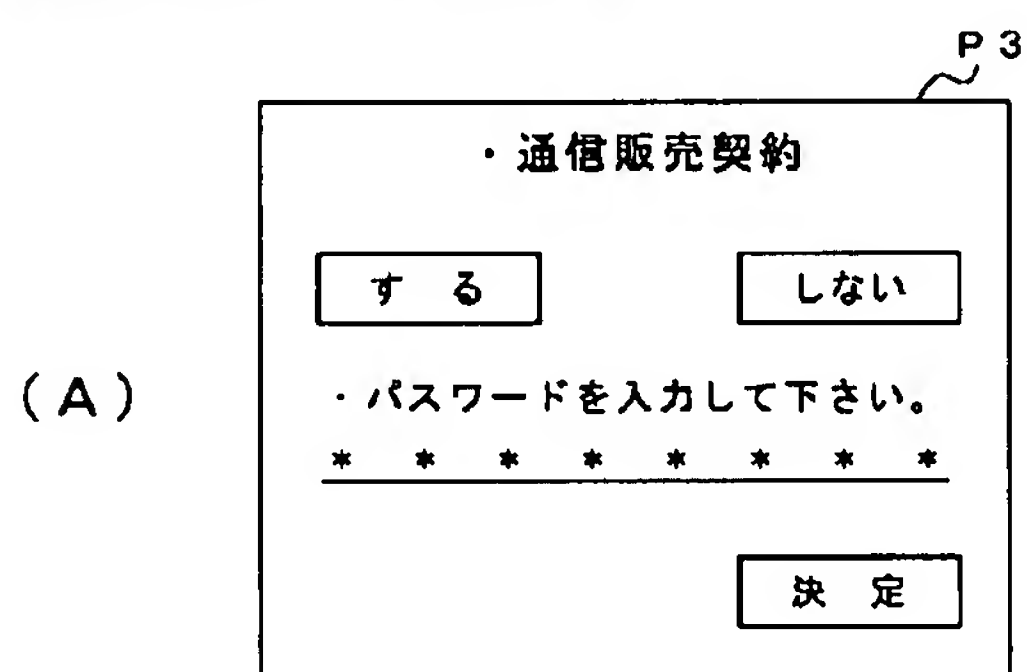 P3
・通信販売契約
する しない
(A)
・パスワードを入力して下さい。
* * * * * * * *
決定